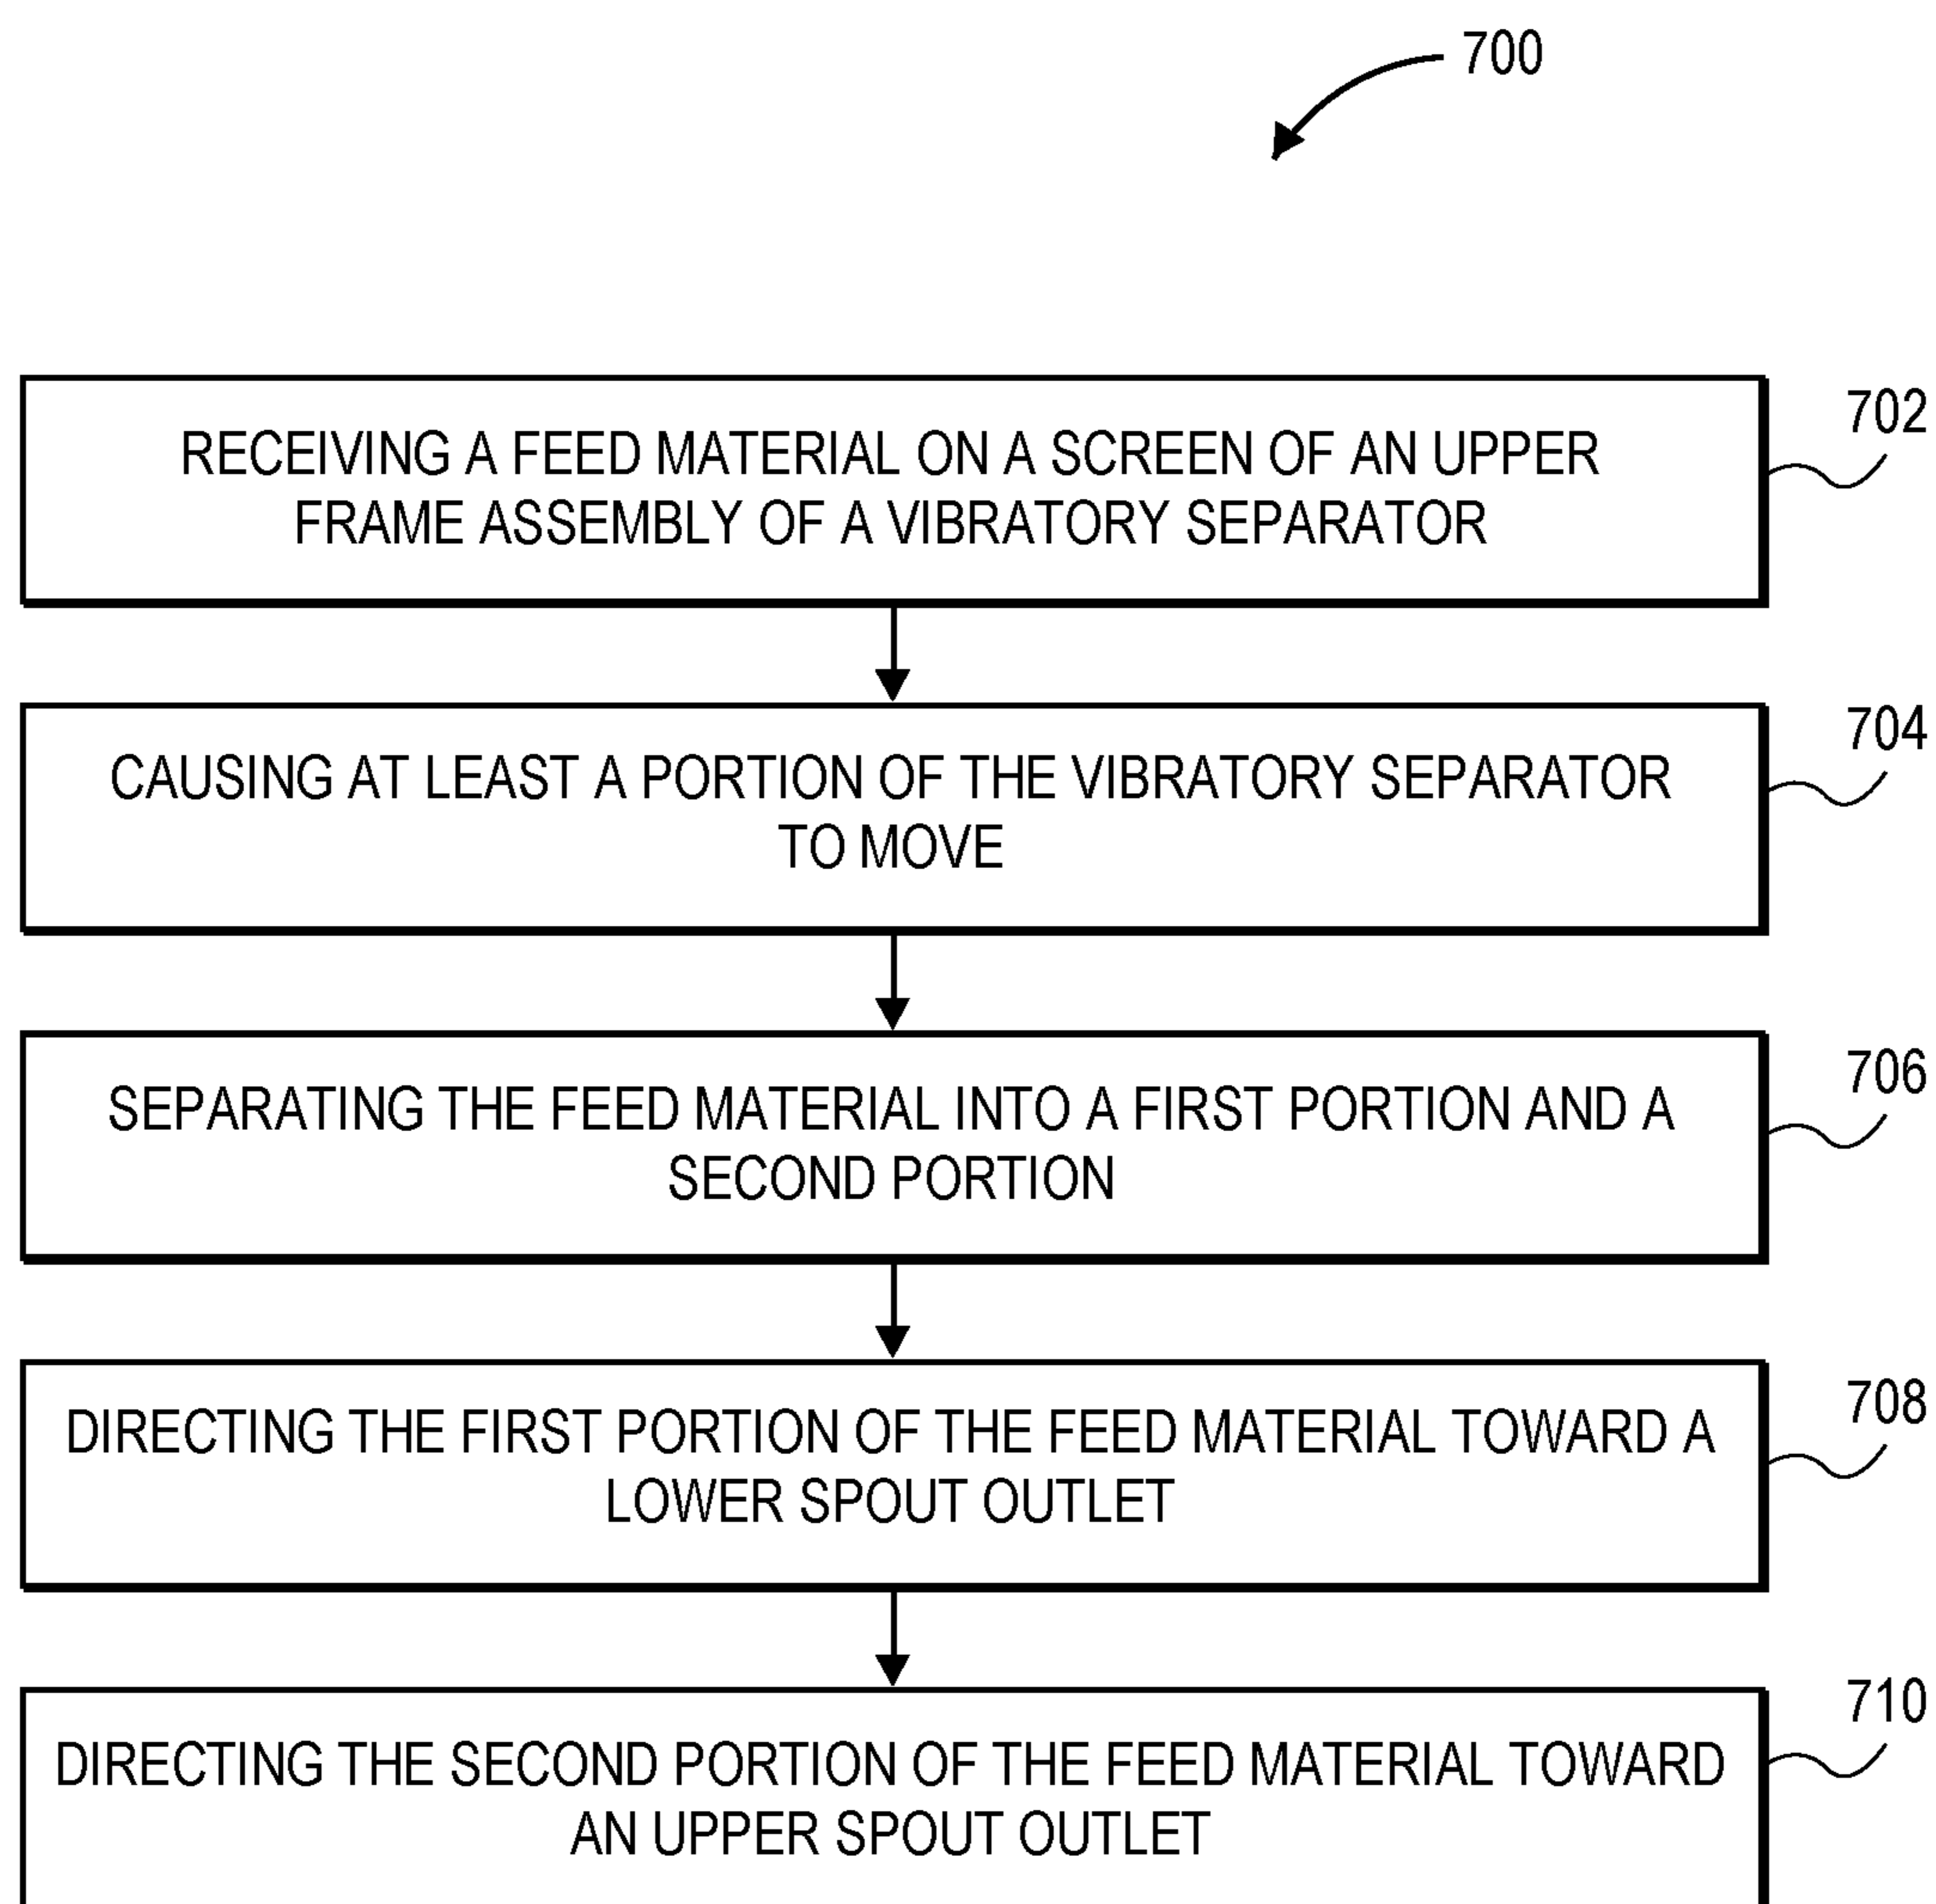 700
RECEIVING A FEED MATERIAL ON A SCREEN OF AN UPPER
FRAME ASSEMBLY OF A VIBRATORY SEPARATOR
702
CAUSING AT LEAST A PORTION OF THE VIBRATORY SEPARATOR
TO MOVE
704
SEPARATING THE FEED MATERIAL INTO A FIRST PORTION AND A
SECOND PORTION
706
DIRECTING THE FIRST PORTION OF THE FEED MATERIAL TOWARD A
LOWER SPOUT OUTLET
708
DIRECTING THE SECOND PORTION OF THE FEED MATERIAL TOWARD
AN UPPER SPOUT OUTLET
710